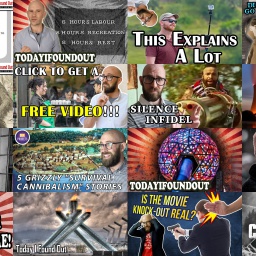 8 HOURS LABOUR
8 HOURS RECREATION
8 HOURS REST
TODAYIFOUNDOUT
THIS EXPLAINS
A LOT
CLICK TO GET A
FREE VIDEO!!!
SILENCE,
INFIDEL
5 GRIZZLY "SURVIVAL
CANNIBALISM" STORIES
TODAYIFOUNDOUT
Today I Found Out
IS THE MOVIE
KNOCK-OUT REAL?